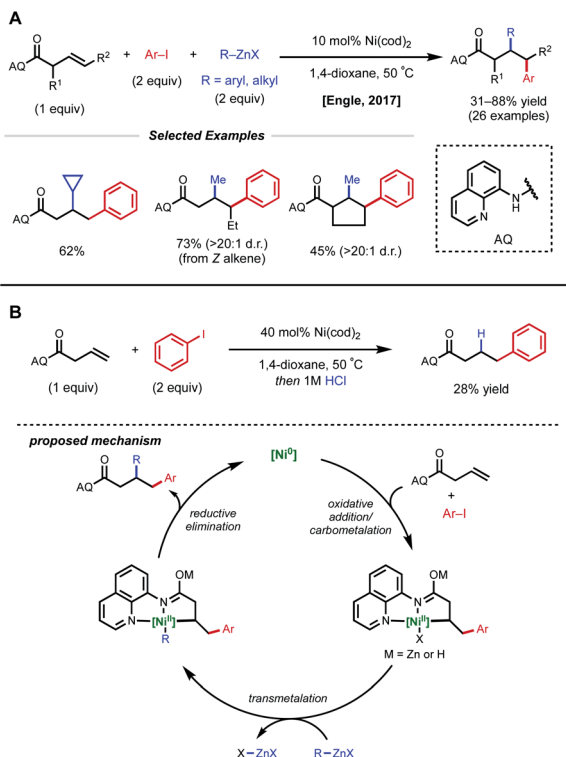 A
O
R²
AQ
R¹
(1 equiv)
+
Ar–I
(2 equiv)
+
R–ZnX
R = aryl, alkyl
(2 equiv)
10 mol% Ni(cod)₂
1,4-dioxane, 50 °C
[Engle, 2017]
O
R
R²
AQ
R¹
Ar
31–88% yield
(26 examples)
Selected Examples
O
AQ
62%
O
Me
AQ
Et
73% (>20:1 d.r.)
(from Z alkene)
O
Me
AQ
45% (>20:1 d.r.)
N
N
H
AQ
B
O
AQ
(1 equiv)
+
I
(2 equiv)
40 mol% Ni(cod)₂
1,4-dioxane, 50 °C
then 1M HCl
O
H
AQ
28% yield
proposed mechanism
O
R
AQ
Ar
[Ni⁰]
O
AQ
+
Ar–I
reductive
elimination
oxidative
addition/
carbometalation
OM
N
N
[Niᴵᴵ]
Ar
R
OM
N
N
[Niᴵᴵ]
Ar
X
M = Zn or H
transmetalation
X–ZnX
R–ZnX